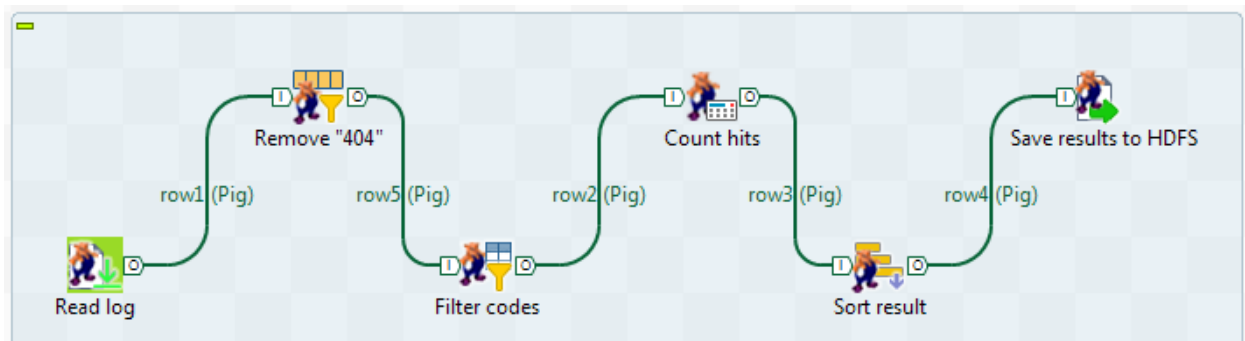 Remove "404"
Count hits
Save results to HDFS
row1 (Pig)
row5 (Pig)
row2 (Pig)
row3 (Pig)
row4 (Pig)
Read log
Filter codes
Sort result
I
O
I
O
I
O
I
O
I
O
I